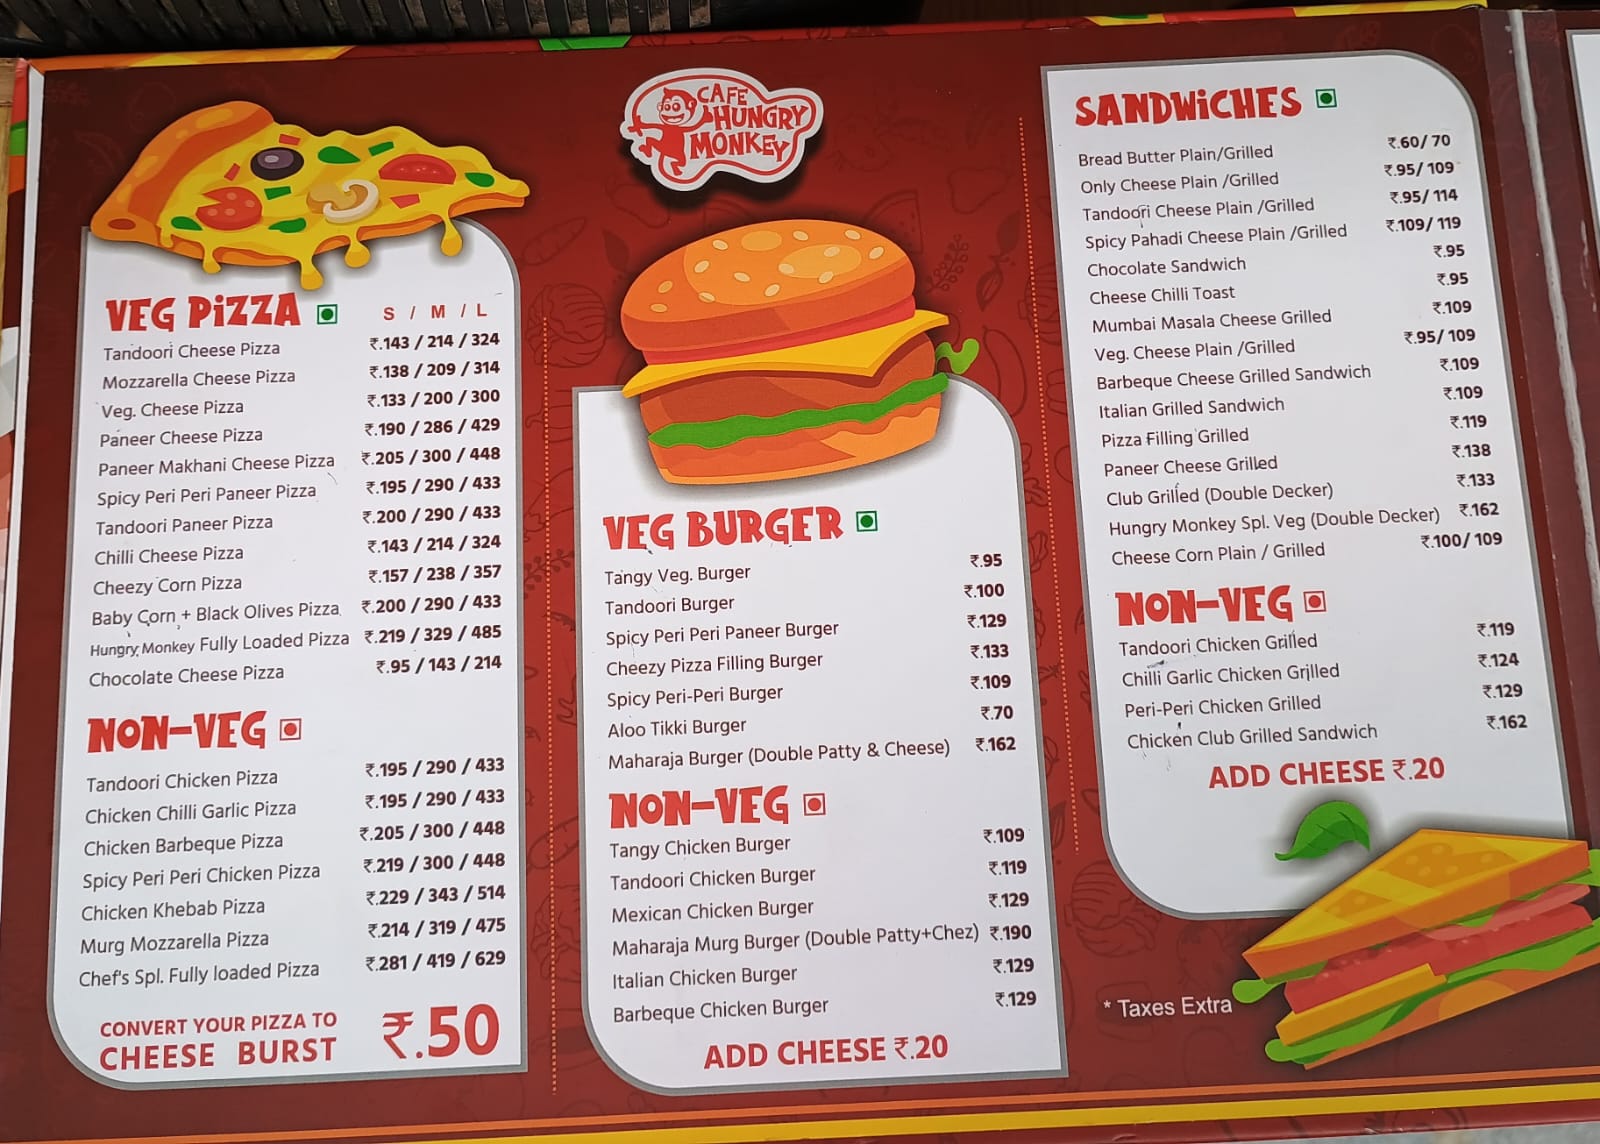 CAFE
HUNGRY
MONKEY
VEG PiZZA S / M / L
Tandoori Cheese Pizza ₹.143 / 214 / 324
Mozzarella Cheese Pizza ₹.138 / 209 / 314
Veg. Cheese Pizza ₹.133 / 200 / 300
Paneer Cheese Pizza ₹.190 / 286 / 429
Paneer Makhani Cheese Pizza ₹.205 / 300 / 448
Spicy Peri Peri Paneer Pizza ₹.195 / 290 / 433
Tandoori Paneer Pizza ₹.200 / 290 / 433
Chilli Cheese Pizza ₹.143 / 214 / 324
Cheezy Corn Pizza ₹.157 / 238 / 357
Baby Corn + Black Olives Pizza ₹.200 / 290 / 433
Hungry Monkey Fully Loaded Pizza ₹.219 / 329 / 485
Chocolate Cheese Pizza ₹.95 / 143 / 214
NON-VEG
Tandoori Chicken Pizza ₹.195 / 290 / 433
Chicken Chilli Garlic Pizza ₹.195 / 290 / 433
Chicken Barbeque Pizza ₹.205 / 300 / 448
Spicy Peri Peri Chicken Pizza ₹.219 / 300 / 448
Chicken Khebab Pizza ₹.229 / 343 / 514
Murg Mozzarella Pizza ₹.214 / 319 / 475
Chef's Spl. Fully loaded Pizza ₹.281 / 419 / 629
CONVERT YOUR PIZZA TO
CHEESE BURST ₹.50
VEG BURGER
Tangy Veg. Burger ₹.95
Tandoori Burger ₹.100
Spicy Peri Peri Paneer Burger ₹.129
Cheezy Pizza Filling Burger ₹.133
Spicy Peri-Peri Burger ₹.109
Aloo Tikki Burger ₹.70
Maharaja Burger (Double Patty & Cheese) ₹.162
NON-VEG
Tangy Chicken Burger ₹.109
Tandoori Chicken Burger ₹.119
Mexican Chicken Burger ₹.129
Maharaja Murg Burger (Double Patty+Chez) ₹.190
Italian Chicken Burger ₹.129
Barbeque Chicken Burger ₹.129
ADD CHEESE ₹.20
SANDWiCHES
Bread Butter Plain/Grilled ₹.60/ 70
Only Cheese Plain /Grilled ₹.95/ 109
Tandoori Cheese Plain /Grilled ₹.95/ 114
Spicy Pahadi Cheese Plain /Grilled ₹.109/ 119
Chocolate Sandwich ₹.95
Cheese Chilli Toast ₹.95
Mumbai Masala Cheese Grilled ₹.109
Veg. Cheese Plain /Grilled ₹.95/ 109
Barbeque Cheese Grilled Sandwich ₹.109
Italian Grilled Sandwich ₹.109
Pizza Filling Grilled ₹.119
Paneer Cheese Grilled ₹.138
Club Grilled (Double Decker) ₹.133
Hungry Monkey Spl. Veg (Double Decker) ₹.162
Cheese Corn Plain / Grilled ₹.100/ 109
NON-VEG
Tandoori Chicken Grilled ₹.119
Chilli Garlic Chicken Grilled ₹.124
Peri-Peri Chicken Grilled ₹.129
Chicken Club Grilled Sandwich ₹.162
ADD CHEESE ₹.20
* Taxes Extra